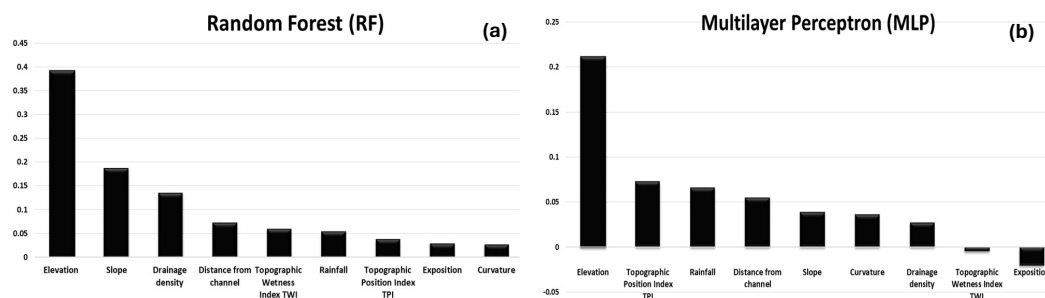 Random Forest (RF)
(a)
0.45
0.4
0.35
0.3
0.25
0.2
0.15
0.1
0.05
0
Elevation
Slope
Drainage
density
Distance from
channel
Topographic
Wetness
Index TWI
Rainfall
Topographic
Position Index
TPI
Exposition
Curvature
Multilayer Perceptron (MLP)
(b)
0.25
0.2
0.15
0.1
0.05
0
-0.05
Elevation
Topographic
Position Index
TPI
Rainfall
Distance from
channel
Slope
Curvature
Drainage
density
Topographic
Wetness Index
TWI
Expositio